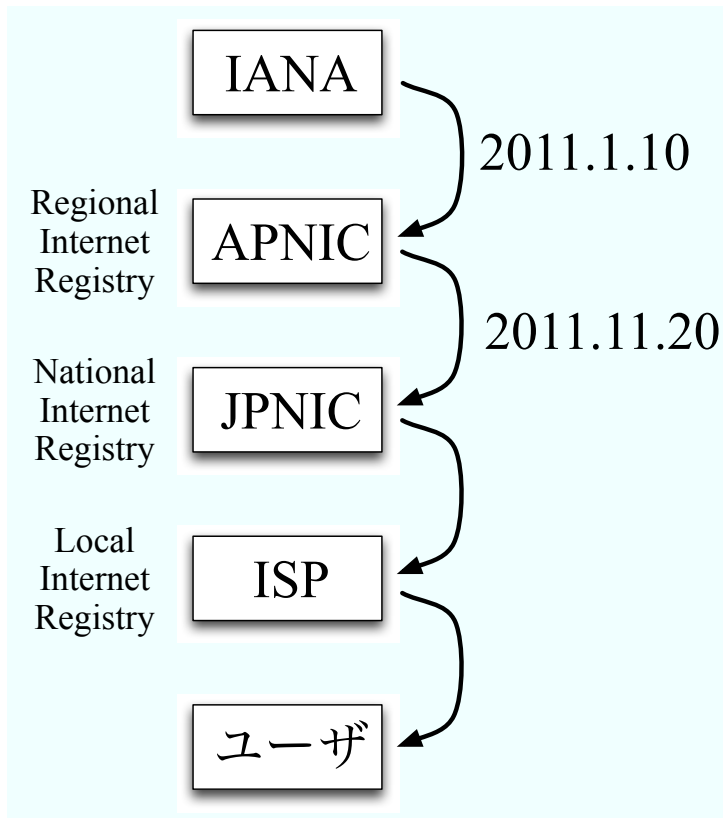 IANA
2011.1.10
Regional
Internet
Registry
APNIC
2011.11.20
National
Internet
Registry
JPNIC
Local
Internet
Registry
ISP
ユーザ